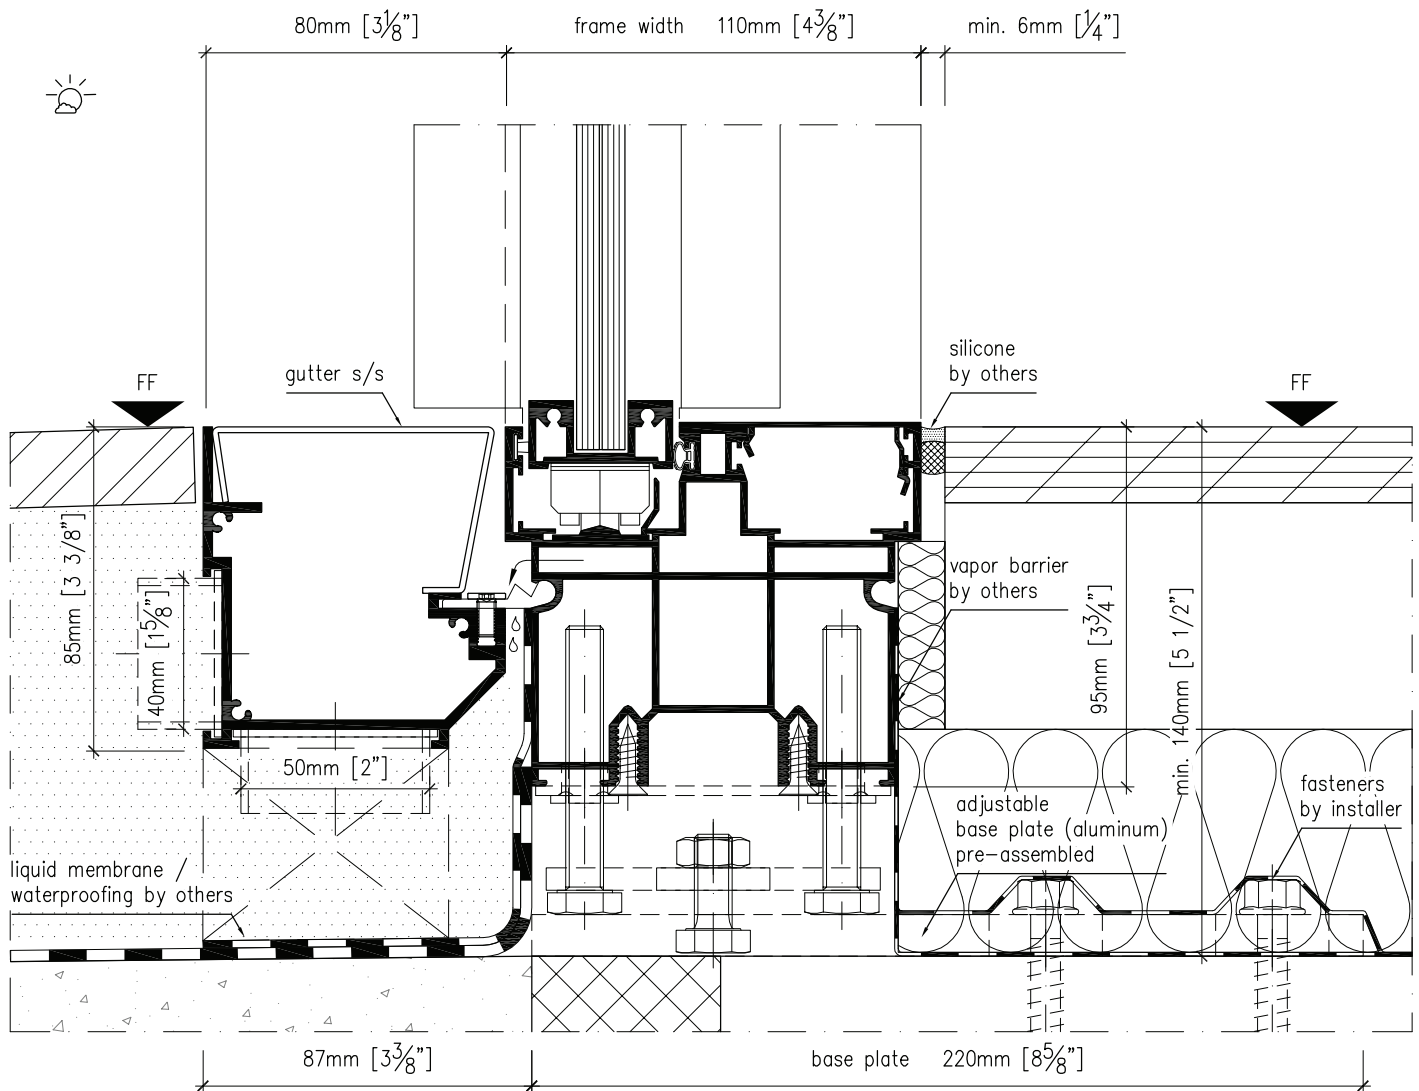 80mm [3⅛”]
frame width 110mm [4⅜”]
min. 6mm [¼”]
silicone
by others
FF
gutter s/s
FF
85mm [3 3/8”]
40mm [1⅝”]
vapor barrier
by others
95mm [3¾”]
min. 140mm [5 1/2”]
50mm [2”]
fasteners
by installer
adjustable
base plate (aluminum)
pre-assembled
liquid membrane /
waterproofing by others
87mm [3⅜”]
base plate 220mm [8⅝”]